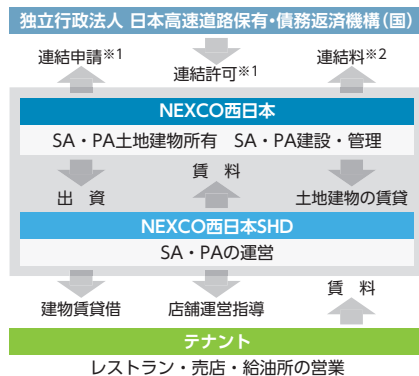 独立行政法人 日本高速道路保有・債務返済機構（国）
連結申請※1
連結許可※1
連結料※2
NEXCO西日本
SA・PA土地建物所有 SA・PA建設・管理
出 資
賃 料
土地建物の賃貸
NEXCO西日本SHD
SA・PAの運営
建物賃貸借
店舗運営指導
賃 料
テナント
レストラン・売店・給油所の営業